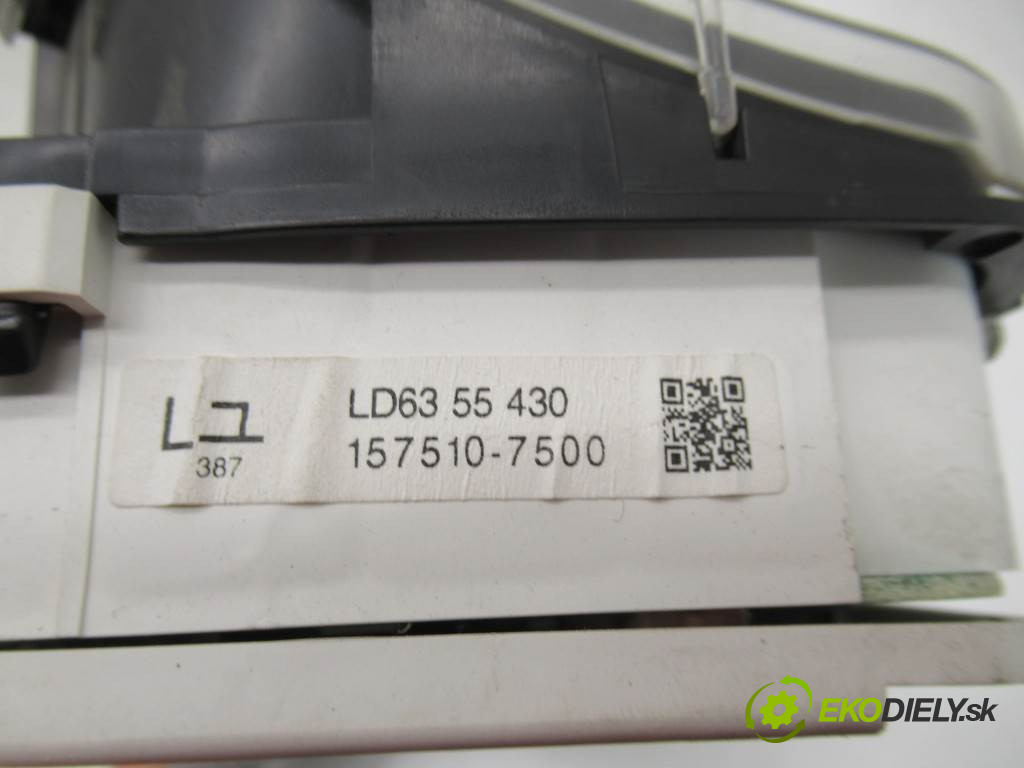 Lユ
387
LD63 55 430
157510-7500
EKODIELY.sk